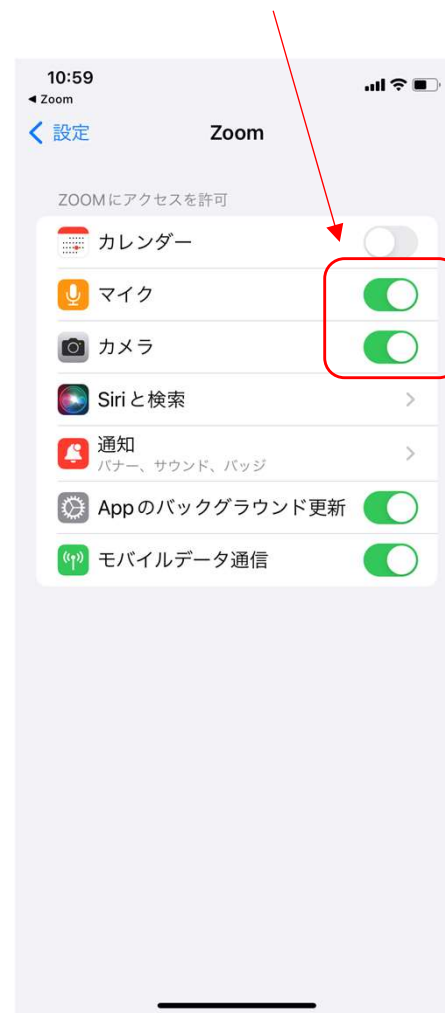 10:59
◀ Zoom
設定
Zoom
ZOOMにアクセスを許可
カレンダー
マイク
カメラ
Siriと検索
通知
バナー、サウンド、バッジ
Appのバックグラウンド更新
モバイルデータ通信